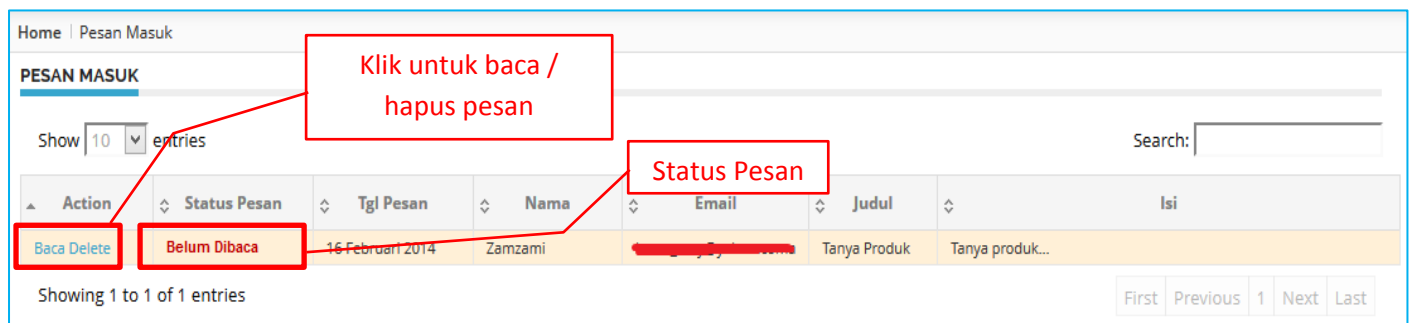 Home | Pesan Masuk
PESAN MASUK
Klik untuk baca /
hapus pesan
Show 10 entries
Search:
Status Pesan
Action Status Pesan Tgl Pesan Nama Email Judul Isi
Baca Delete Belum Dibaca 16 Februari 2014 Zamzami Tanya Produk Tanya produk...
Showing 1 to 1 of 1 entries
First Previous 1 Next Last